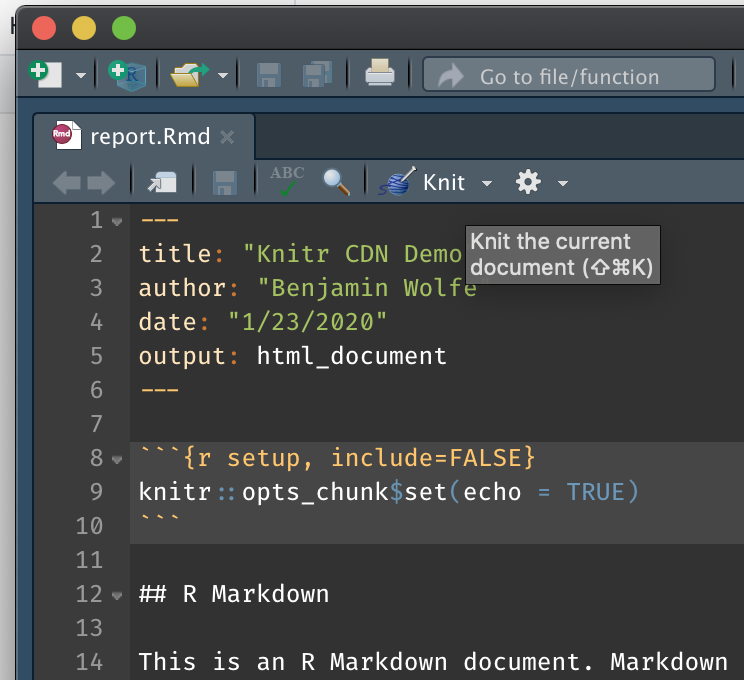 Go to file/function
Rmd report.Rmd
ABC Knit
1 ---
2 title: "Knitr CDN Demo
Knit the current
document (⇧⌘K)
3 author: "Benjamin Wolfe"
4 date: "1/23/2020"
5 output: html_document
6 ---
7
8 ```{r setup, include=FALSE}
9 knitr::opts_chunk$set(echo = TRUE)
10 ```
11
12 ## R Markdown
13
14 This is an R Markdown document. Markdown